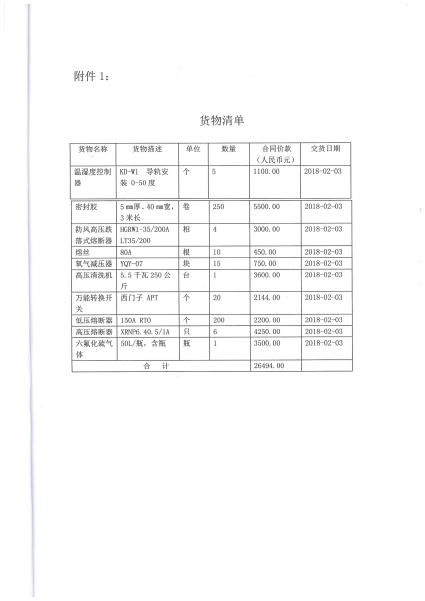 附件 1：
货物清单
货物名称 货物描述 单位 数量 合同价款（人民币元） 交货日期
温湿度控制器 KD-W1 导轨安装 0-50度 个 5 1100.00 2018-02-03
密封胶 5mm厚、40mm宽，3米长 卷 250 5500.00 2018-02-03
防风高压跌落式熔断器 HGRW1-35/200A LT35/200 相 4 3000.00 2018-02-03
熔丝 80A 根 10 450.00 2018-02-03
氧气减压器 YQY-07 块 15 750.00 2018-02-03
高压清洗机 5.5千瓦250公斤 台 1 3600.00 2018-02-03
万能转换开关 西门子 APT 个 20 2144.00 2018-02-03
低压熔断器 150A RTO 个 200 2200.00 2018-02-03
高压熔断器 XRNP6.40.5/1A 只 6 4250.00 2018-02-03
六氟化硫气体 50L/瓶，含瓶 瓶 1 3500.00 2018-02-03
合 计 26494.00